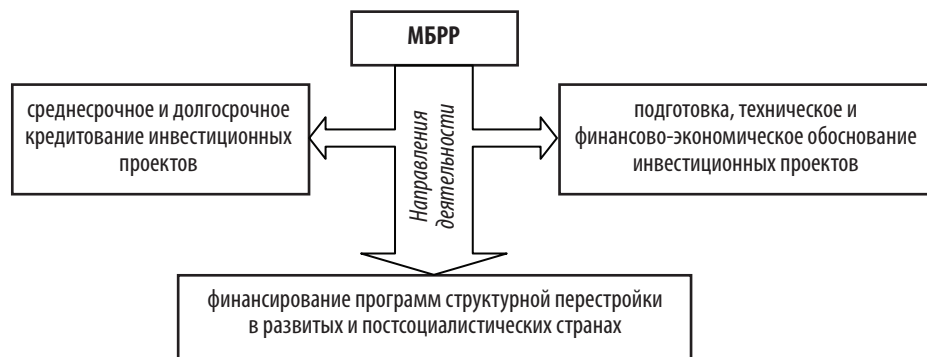 МБРР
среднесрочное и долгосрочное
кредитование инвестиционных
проектов
Направления
деятельности
подготовка, техническое и
финансово-экономическое обоснование
инвестиционных проектов
финансирование программ структурной перестройки
в развитых и постсоциалистических странах